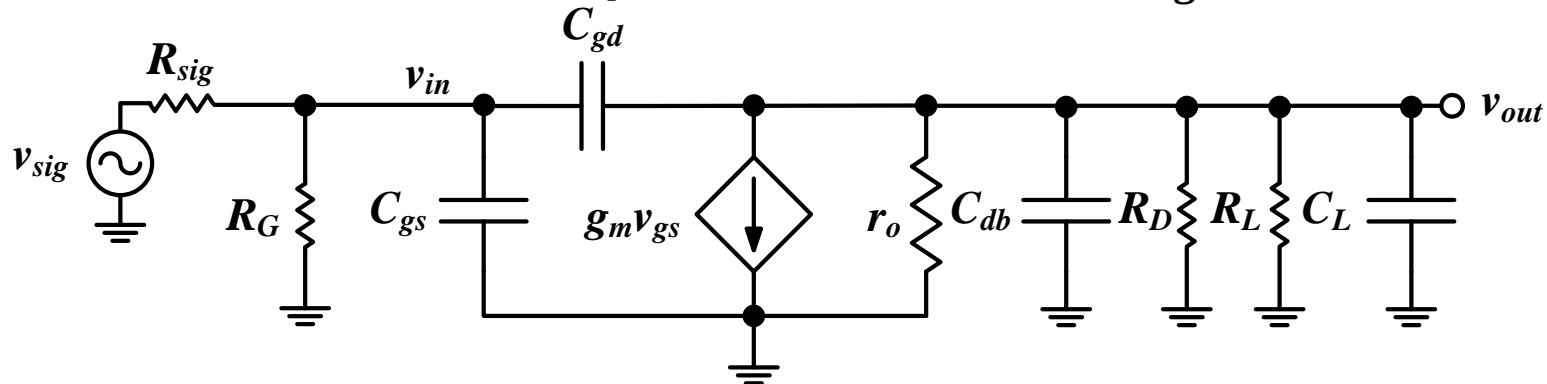 C_gd
R_sig
v_in
v_out
v_sig
R_G
C_gs
g_m v_gs
r_o
C_db
R_D
R_L
C_L